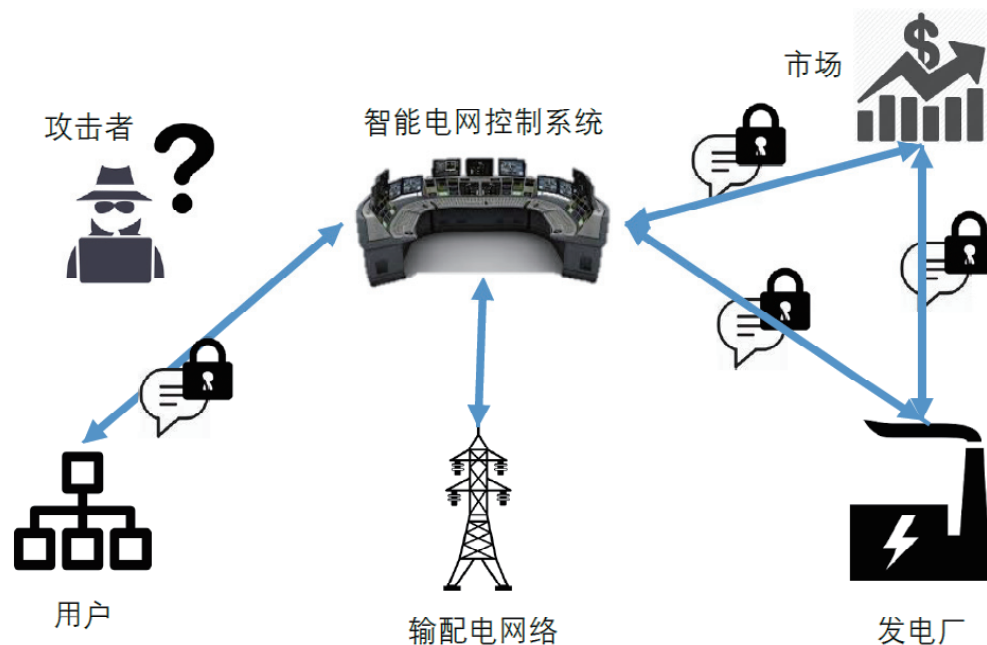 市场
攻击者
智能电网控制系统
用户
输配电网络
发电厂